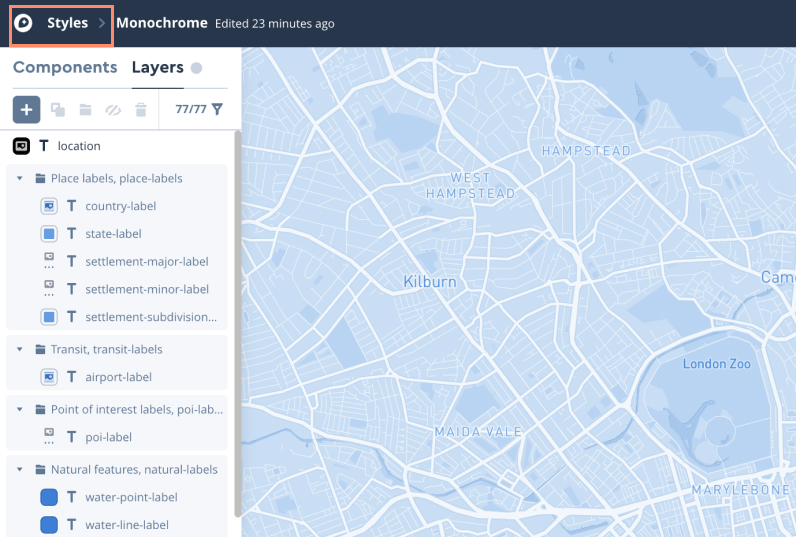 Styles > Monochrome Edited 23 minutes ago
Components Layers
77/77
T location
Place labels, place-labels
T country-label
T state-label
T settlement-major-label
T settlement-minor-label
T settlement-subdivision...
Transit, transit-labels
T airport-label
Point of interest labels, poi-lab...
T poi-label
Natural features, natural-labels
T water-point-label
T water-line-label
HAMPSTEAD
WEST
HAMPSTEAD
Kilburn
Cam
London Zoo
MAIDA VALE
MARYLEBONE